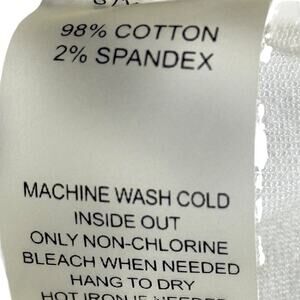 98% COTTON
2% SPANDEX
MACHINE WASH COLD
INSIDE OUT
ONLY NON-CHLORINE
BLEACH WHEN NEEDED
HANG TO DRY
HOT IRON IF NEEDED